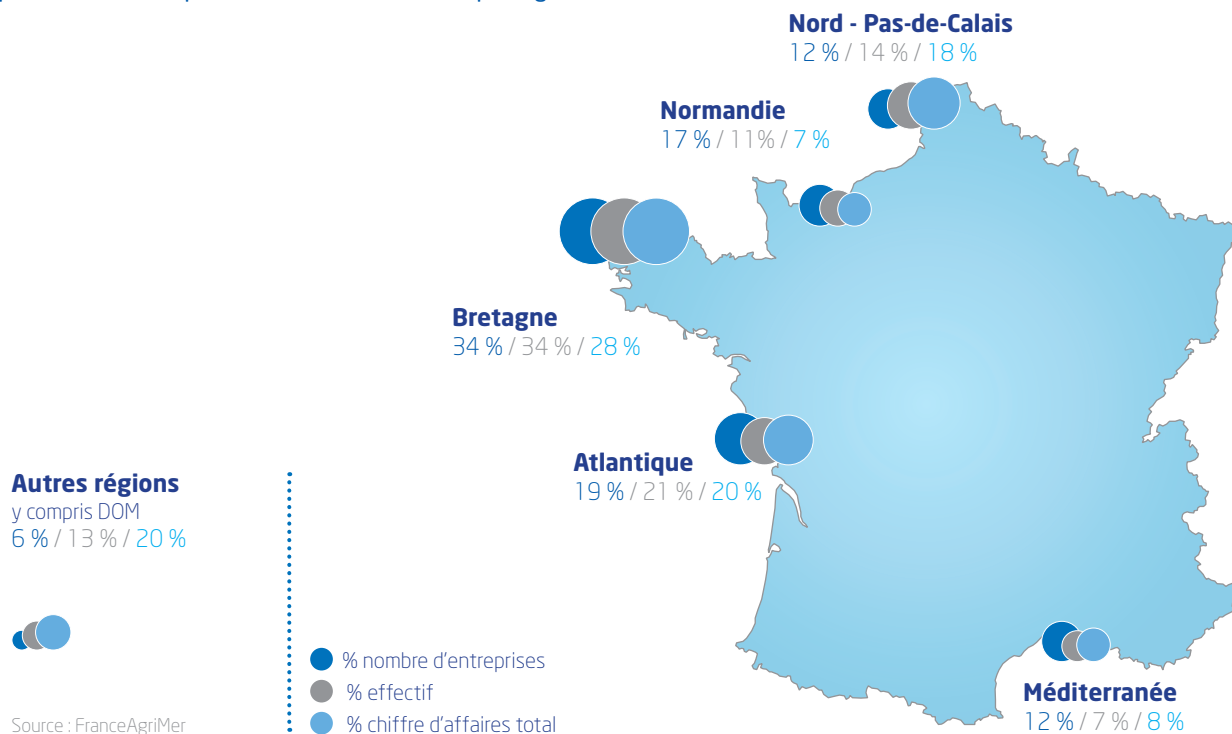 Nord - Pas-de-Calais
12 % / 14 % / 18 %
Normandie
17 % / 11% / 7 %
Bretagne
34 % / 34 % / 28 %
Atlantique
19 % / 21 % / 20 %
Autres régions
y compris DOM
6 % / 13 % / 20 %
% nombre d'entreprises
% effectif
% chiffre d'affaires total
Méditerranée
12 % / 7 % / 8 %
Source : FranceAgriMer